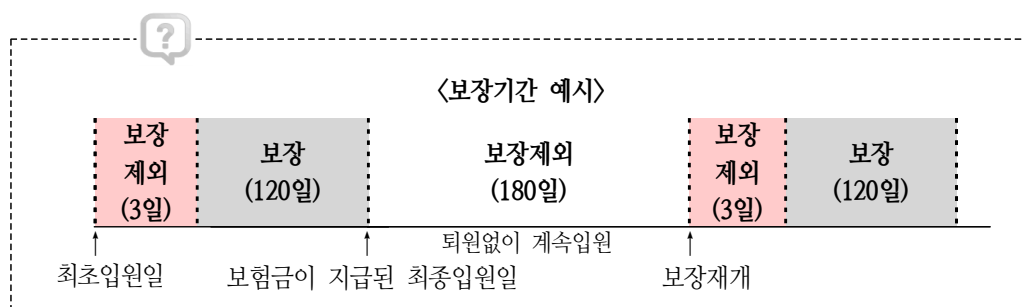 ?
〈보장기간 예시〉
보장
제외
(3일)
보장
(120일)
보장제외
(180일)
보장
제외
(3일)
보장
(120일)
퇴원없이 계속입원
최초입원일
보험금이 지급된 최종입원일
보장재개